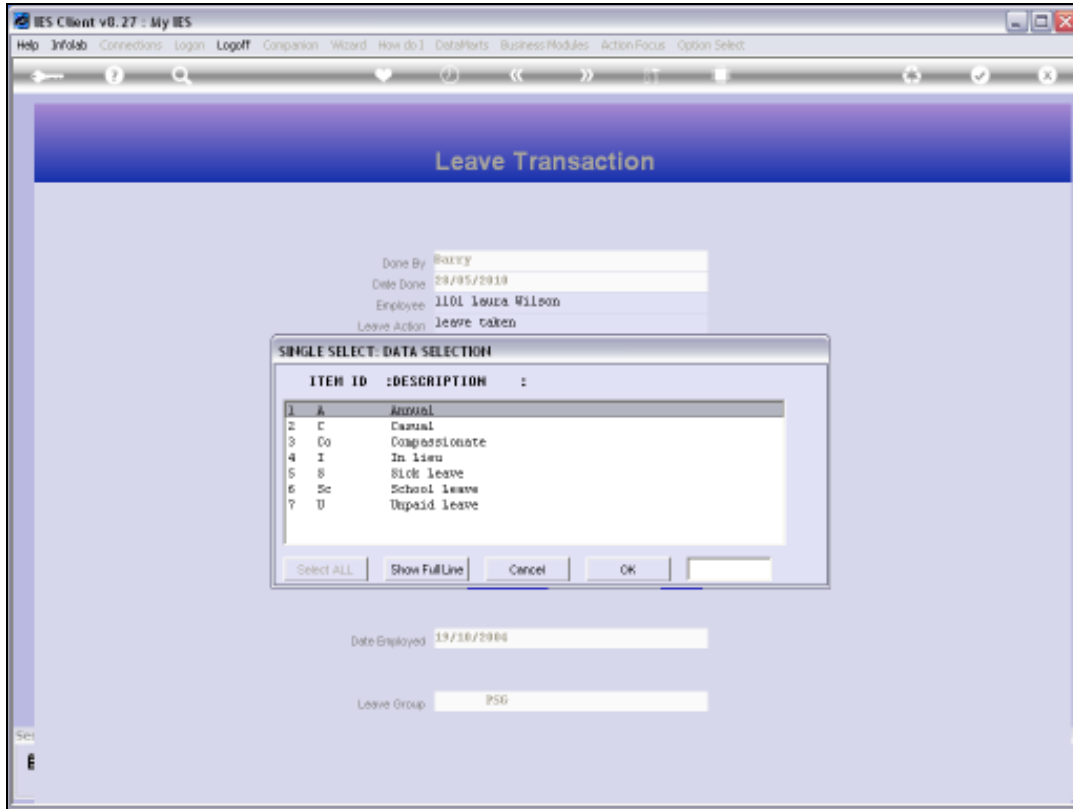 IES Client v8.27 : My IES
Help Infolab Connections Logon Logoff Companion Wizard How do I DataMarts Business Modules Action Focus Option Select
Leave Transaction
Done By Barry
Date Done 28/05/2010
Employee 1101 Laura Wilson
Leave Action leave taken
SINGLE SELECT: DATA SELECTION
ITEM ID :DESCRIPTION :
1 A Annual
2 C Casual
3 Co Compassionate
4 I In lieu
5 S Sick leave
6 Sc School leave
7 U Unpaid leave
Select ALL Show Full Line Cancel OK
Date Employed 19/10/2006
Leave Group PSG